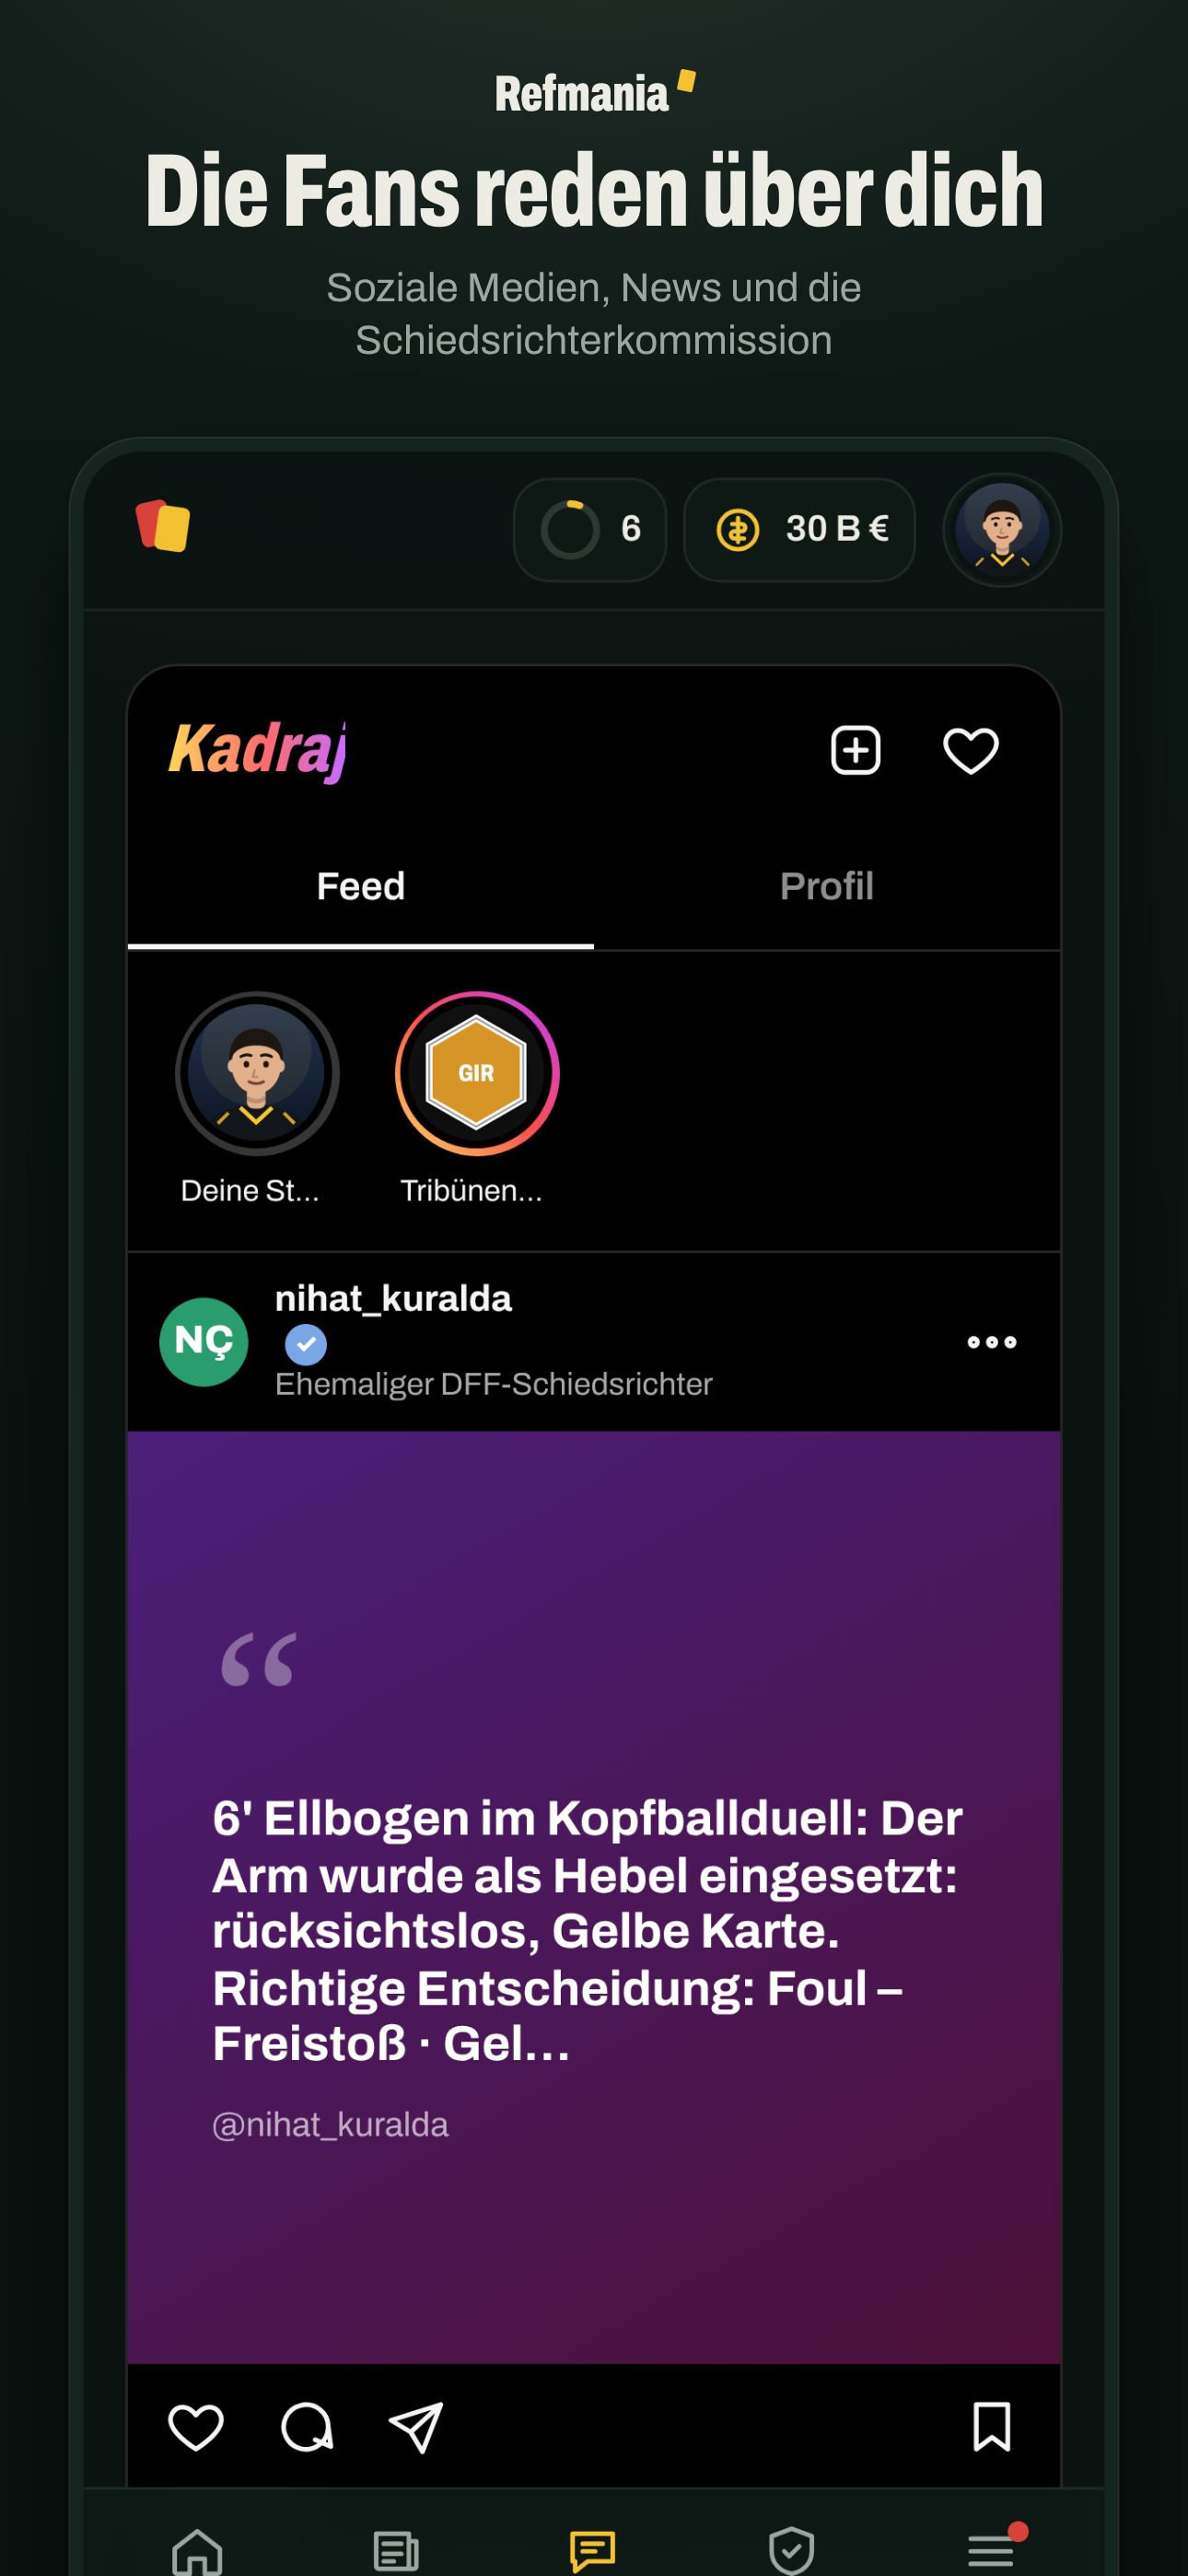 Refmania
Die Fans reden über dich
Soziale Medien, News und die
Schiedsrichterkommission
6
30 B €
Kadraj
Feed
Profil
GIR
Deine St...
Tribünen...
NÇ
nihat_kuralda
Ehemaliger DFF-Schiedsrichter
“
6' Ellbogen im Kopfballduell: Der
Arm wurde als Hebel eingesetzt:
rücksichtslos, Gelbe Karte.
Richtige Entscheidung: Foul –
Freistoß · Gel...
@nihat_kuralda